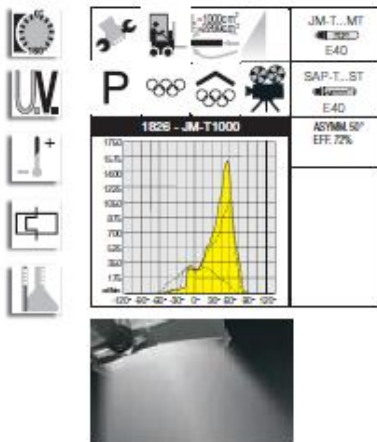 JM-T...MT
E40
SAP-T...ST
E40
P
U.V.
1826 - JM-T1000
ASYMM. 50°
EFF. 72%
1750
1575
1400
1225
1050
875
700
525
350
175
-120- -90- -60- -30- 0- 30- 60- 90- 120-